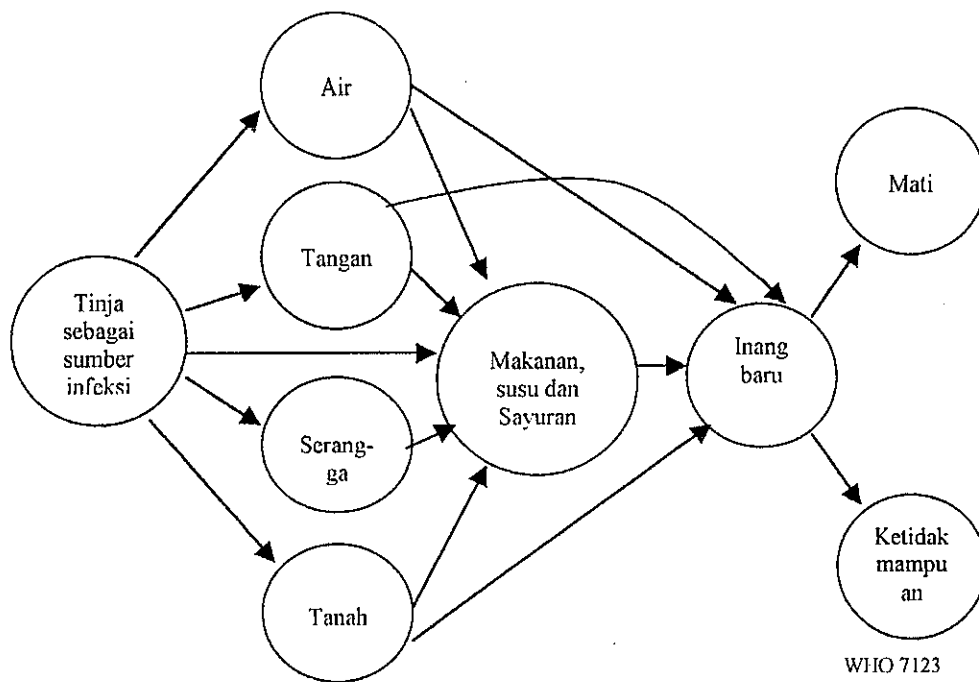 Air
Mati
Tangan
Tinja
sebagai
sumber
infeksi
Makanan,
susu dan
Sayuran
Inang
baru
Serang-
ga
Tanah
Ketidak
mampu
an
WHO 7123